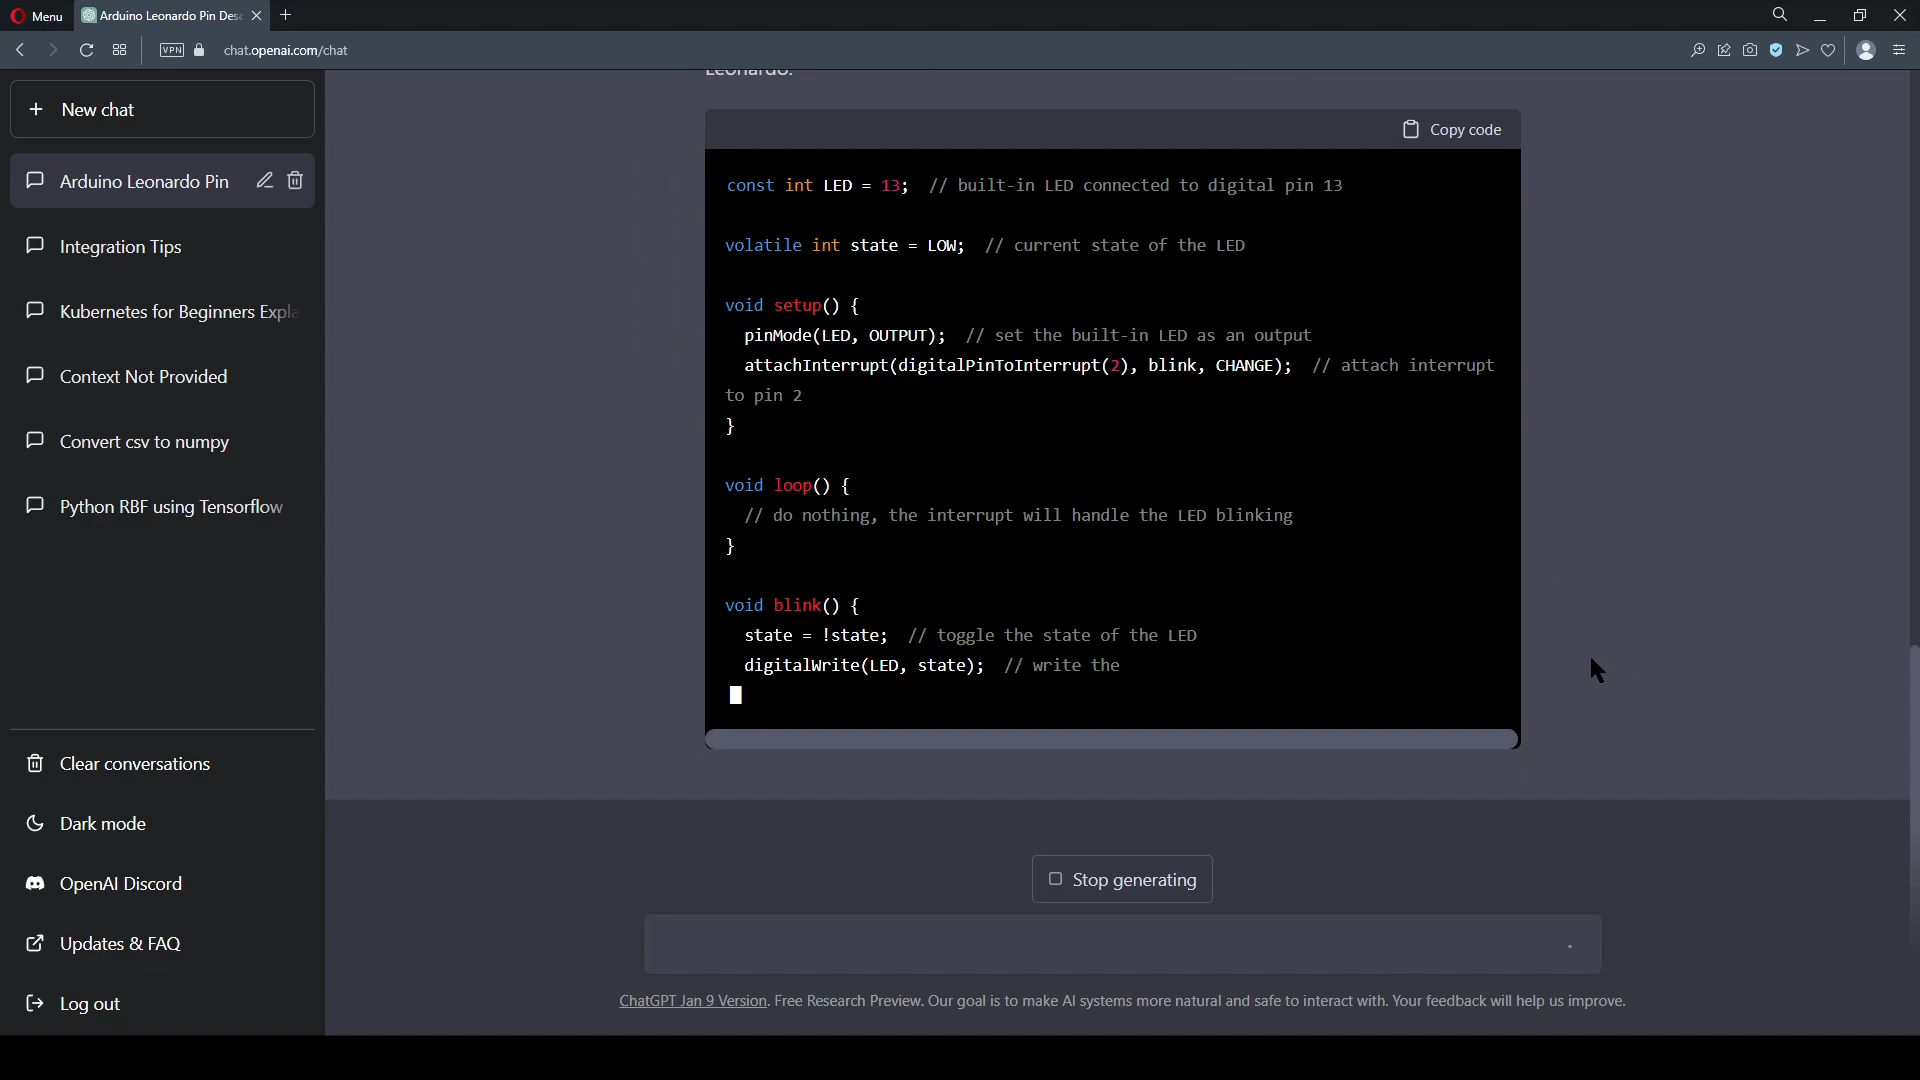 Menu
Arduino Leonardo Pin Desc
VPN
chat.openai.com/chat
New chat
Arduino Leonardo Pin
Integration Tips
Kubernetes for Beginners Expla
Context Not Provided
Convert csv to numpy
Python RBF using Tensorflow
Clear conversations
Dark mode
OpenAI Discord
Updates & FAQ
Log out
Leonardo.
Copy code
const int LED = 13;  // built-in LED connected to digital pin 13
volatile int state = LOW;  // current state of the LED
void setup() {
pinMode(LED, OUTPUT);  // set the built-in LED as an output
attachInterrupt(digitalPinToInterrupt(2), blink, CHANGE);  // attach interrupt
to pin 2
}
void loop() {
// do nothing, the interrupt will handle the LED blinking
}
void blink() {
state = !state;  // toggle the state of the LED
digitalWrite(LED, state);  // write the
Stop generating
ChatGPT Jan 9 Version. Free Research Preview. Our goal is to make AI systems more natural and safe to interact with. Your feedback will help us improve.